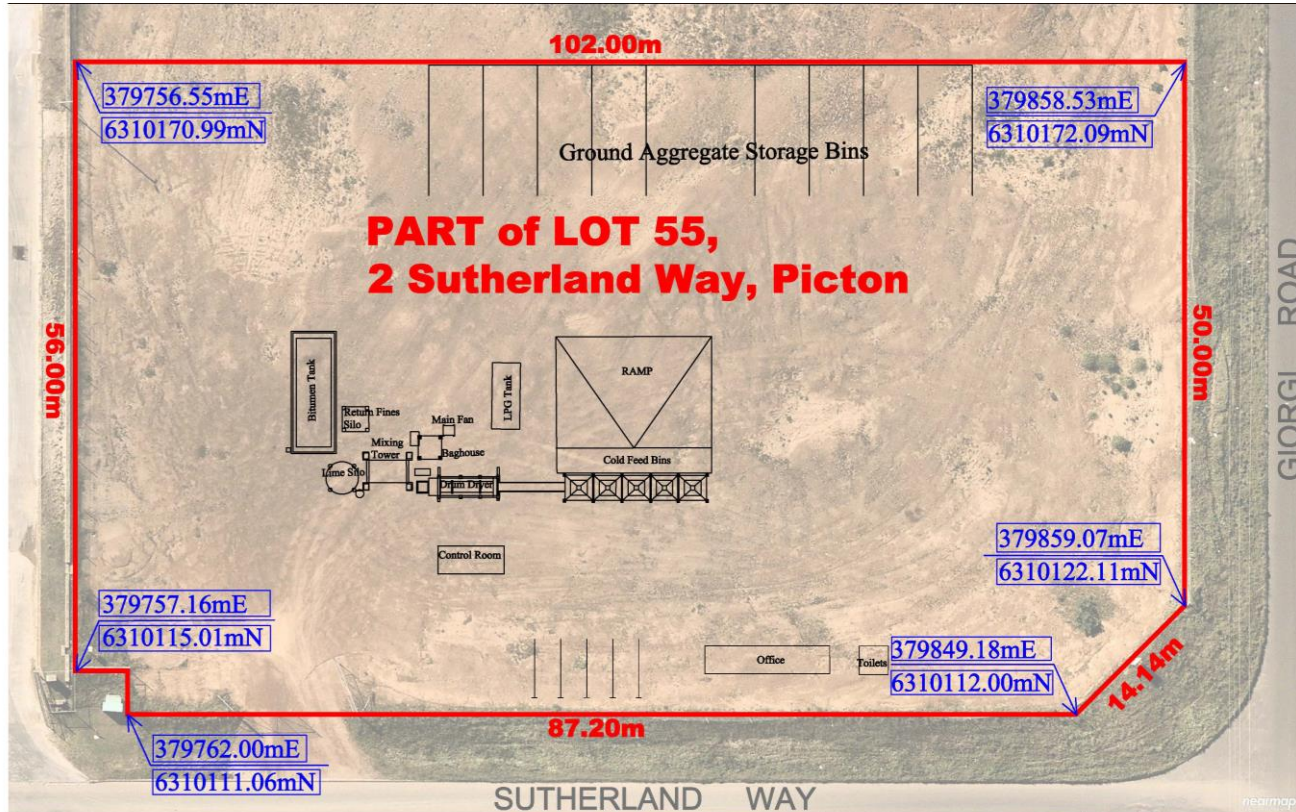 102.00m
379756.55mE
6310170.99mN
379858.53mE
6310172.09mN
Ground Aggregate Storage Bins
PART of LOT 55,
2 Sutherland Way, Picton
56.00m
50.00m
GIORGI ROAD
Bitumen Tank
Return Fines
Silo
Mixing
Tower
Main Fan
Baghouse
LPG Tank
RAMP
Cold Feed Bins
Lime Silo
Drum Dryer
Control Room
379859.07mE
6310122.11mN
379757.16mE
6310115.01mN
Office
Toilets
379849.18mE
6310112.00mN
14.14m
87.20m
379762.00mE
6310111.06mN
SUTHERLAND WAY
nearmap